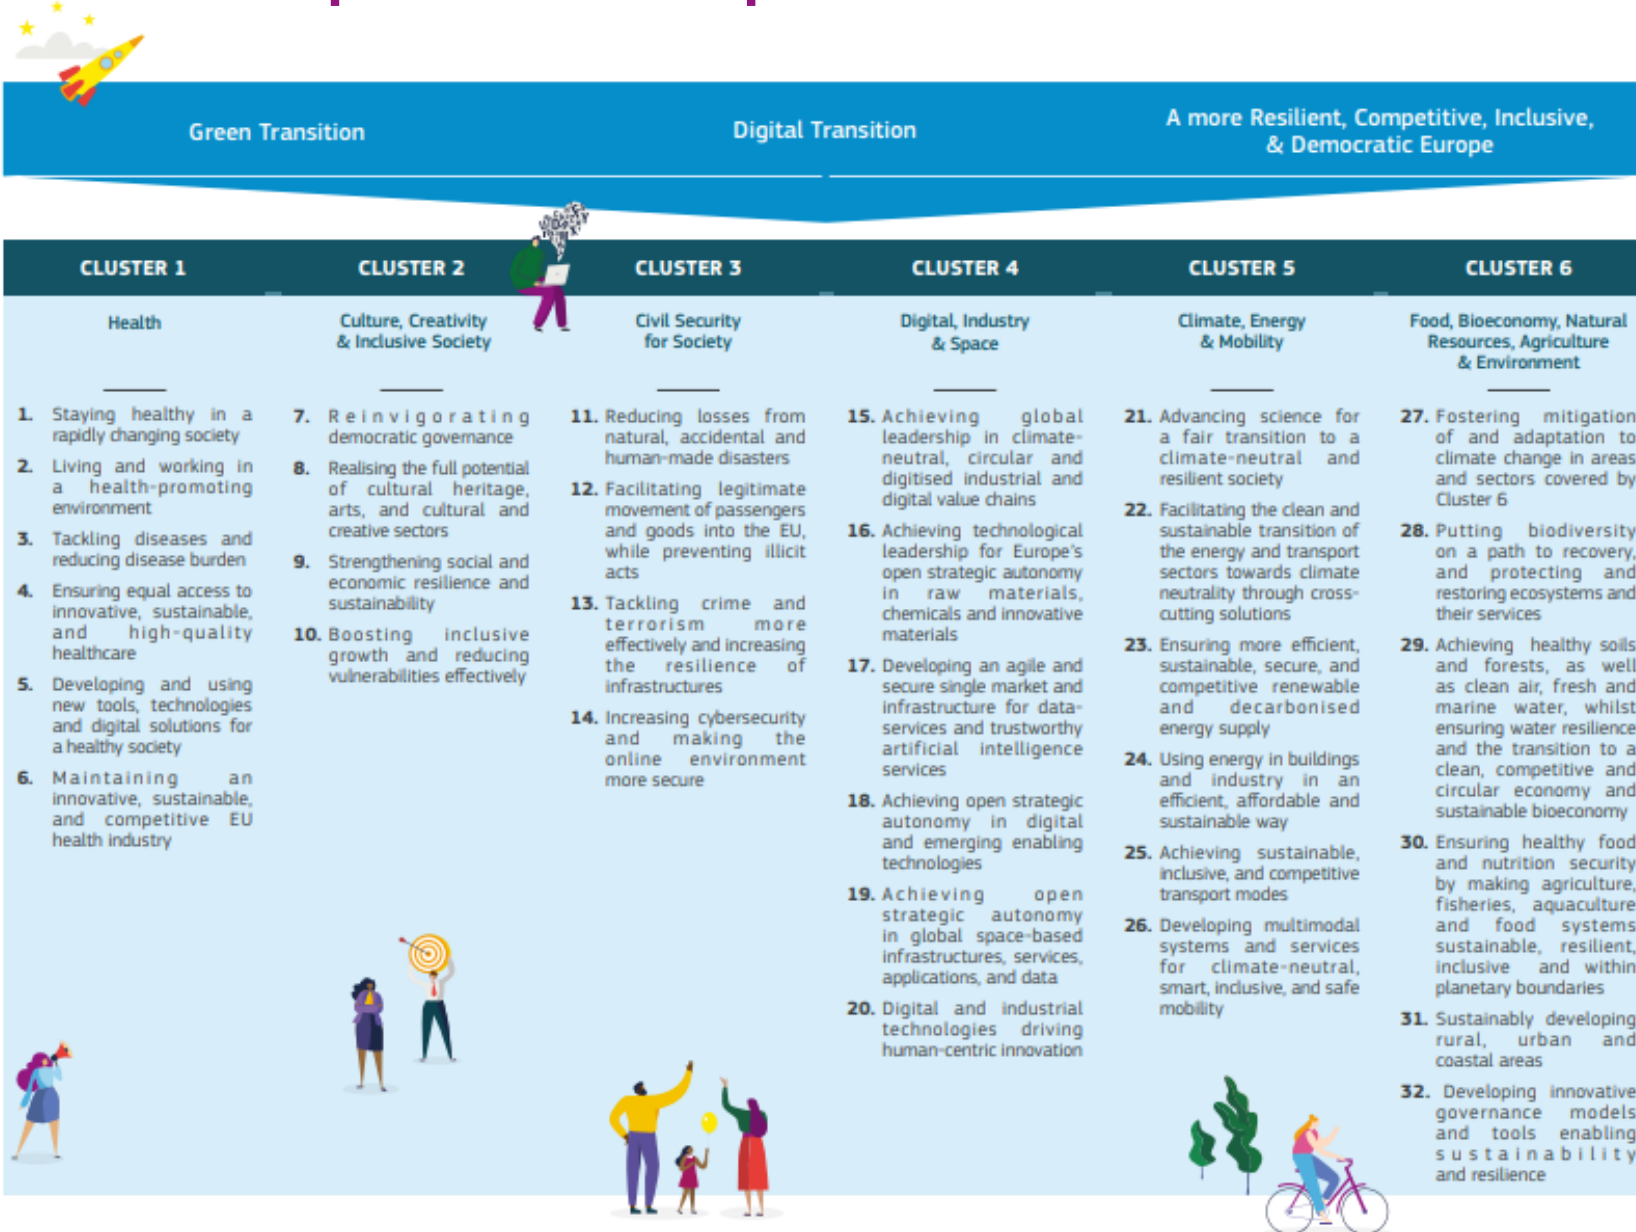 Green Transition
Digital Transition
A more Resilient, Competitive, Inclusive,
& Democratic Europe
CLUSTER 1
Health
1. Staying healthy in a
rapidly changing society
2. Living and working in
a health-promoting
environment
3. Tackling diseases and
reducing disease burden
4. Ensuring equal access to
innovative, sustainable,
and high-quality
healthcare
5. Developing and using
new tools, technologies
and digital solutions for
a healthy society
6. Maintaining an
innovative, sustainable,
and competitive EU
health industry
CLUSTER 2
Culture, Creativity
& Inclusive Society
7. Reinvigorating
democratic governance
8. Realising the full potential
of cultural heritage,
arts, and cultural and
creative sectors
9. Strengthening social and
economic resilience and
sustainability
10. Boosting inclusive
growth and reducing
vulnerabilities effectively
CLUSTER 3
Civil Security
for Society
11. Reducing losses from
natural, accidental and
human-made disasters
12. Facilitating legitimate
movement of passengers
and goods into the EU,
while preventing illicit
acts
13. Tackling crime and
terrorism more
effectively and increasing
the resilience of
infrastructures
14. Increasing cybersecurity
and making the
online environment
more secure
CLUSTER 4
Digital, Industry
& Space
15. Achieving global
leadership in climate-
neutral, circular and
digitised industrial and
digital value chains
16. Achieving technological
leadership for Europe's
open strategic autonomy
in raw materials,
chemicals and innovative
materials
17. Developing an agile and
secure single market and
infrastructure for data-
services and trustworthy
artificial intelligence
services
18. Achieving open strategic
autonomy in digital
and emerging enabling
technologies
19. Achieving open
strategic autonomy
in global space-based
infrastructures, services,
applications, and data
20. Digital and industrial
technologies driving
human-centric innovation
CLUSTER 5
Climate, Energy
& Mobility
21. Advancing science for
a fair transition to a
climate-neutral and
resilient society
22. Facilitating the clean and
sustainable transition of
the energy and transport
sectors towards climate
neutrality through cross-
cutting solutions
23. Ensuring more efficient,
sustainable, secure, and
competitive renewable
and decarbonised
energy supply
24. Using energy in buildings
and industry in an
efficient, affordable and
sustainable way
25. Achieving sustainable,
inclusive, and competitive
transport modes
26. Developing multimodal
systems and services
for climate-neutral,
smart, inclusive, and safe
mobility
CLUSTER 6
Food, Bioeconomy, Natural
Resources, Agriculture
& Environment
27. Fostering mitigation
of and adaptation to
climate change in areas
and sectors covered by
Cluster 6
28. Putting biodiversity
on a path to recovery,
and protecting and
restoring ecosystems and
their services
29. Achieving healthy soils
and forests, as well
as clean air, fresh and
marine water, whilst
ensuring water resilience
and the transition to a
clean, competitive and
circular economy and
sustainable bioeconomy
30. Ensuring healthy food
and nutrition security
by making agriculture,
fisheries, aquaculture
and food systems
sustainable, resilient,
inclusive and within
planetary boundaries
31. Sustainably developing
rural, urban and
coastal areas
32. Developing innovative
governance models
and tools enabling
sustainability
and resilience